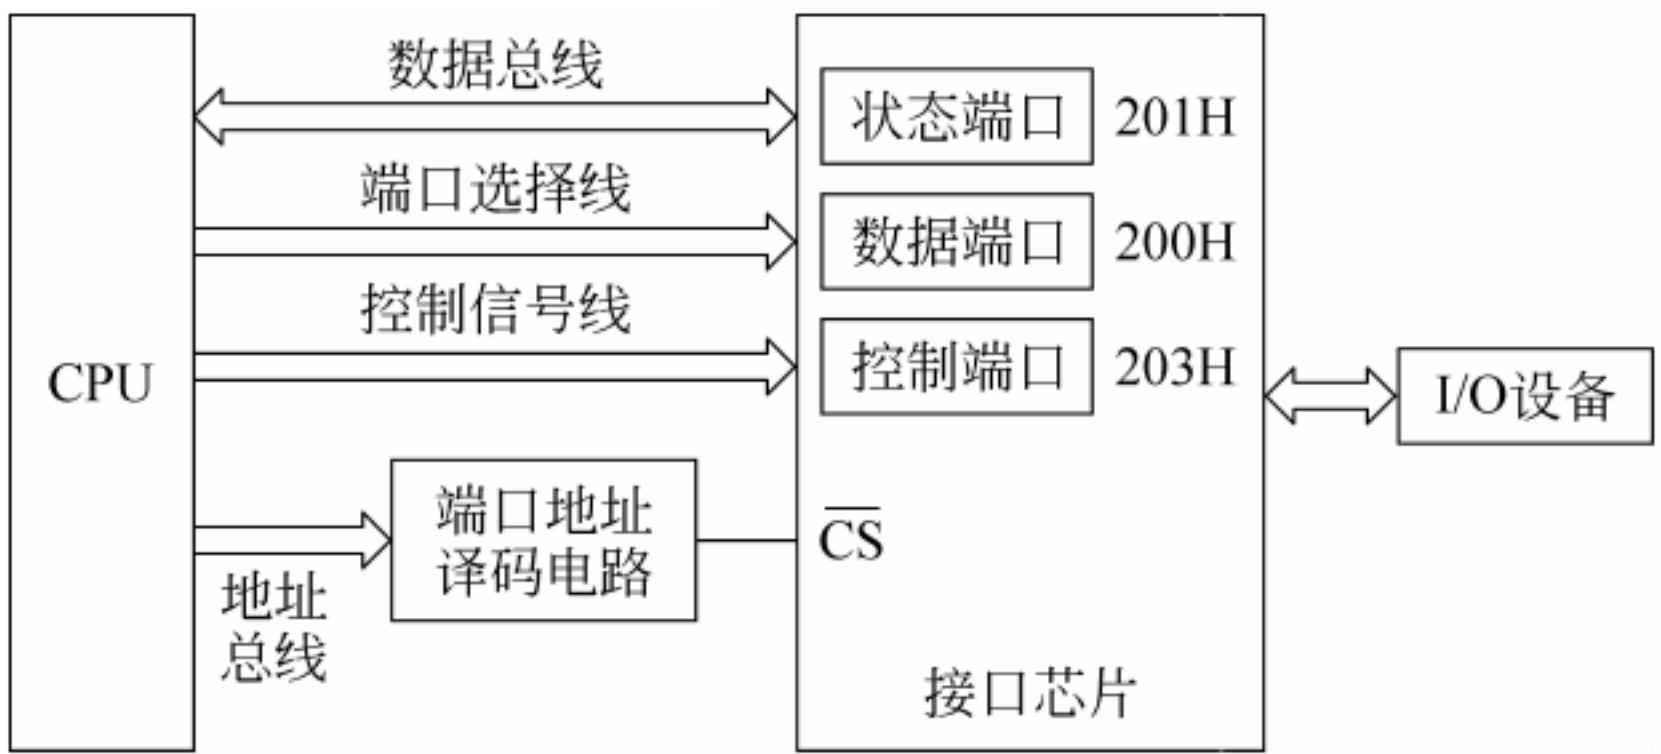 数据总线
状态端口 201H
端口选择线
数据端口 200H
控制信号线
控制端口 203H
CPU
I/O设备
端口地址
译码电路
CS
地址
总线
接口芯片